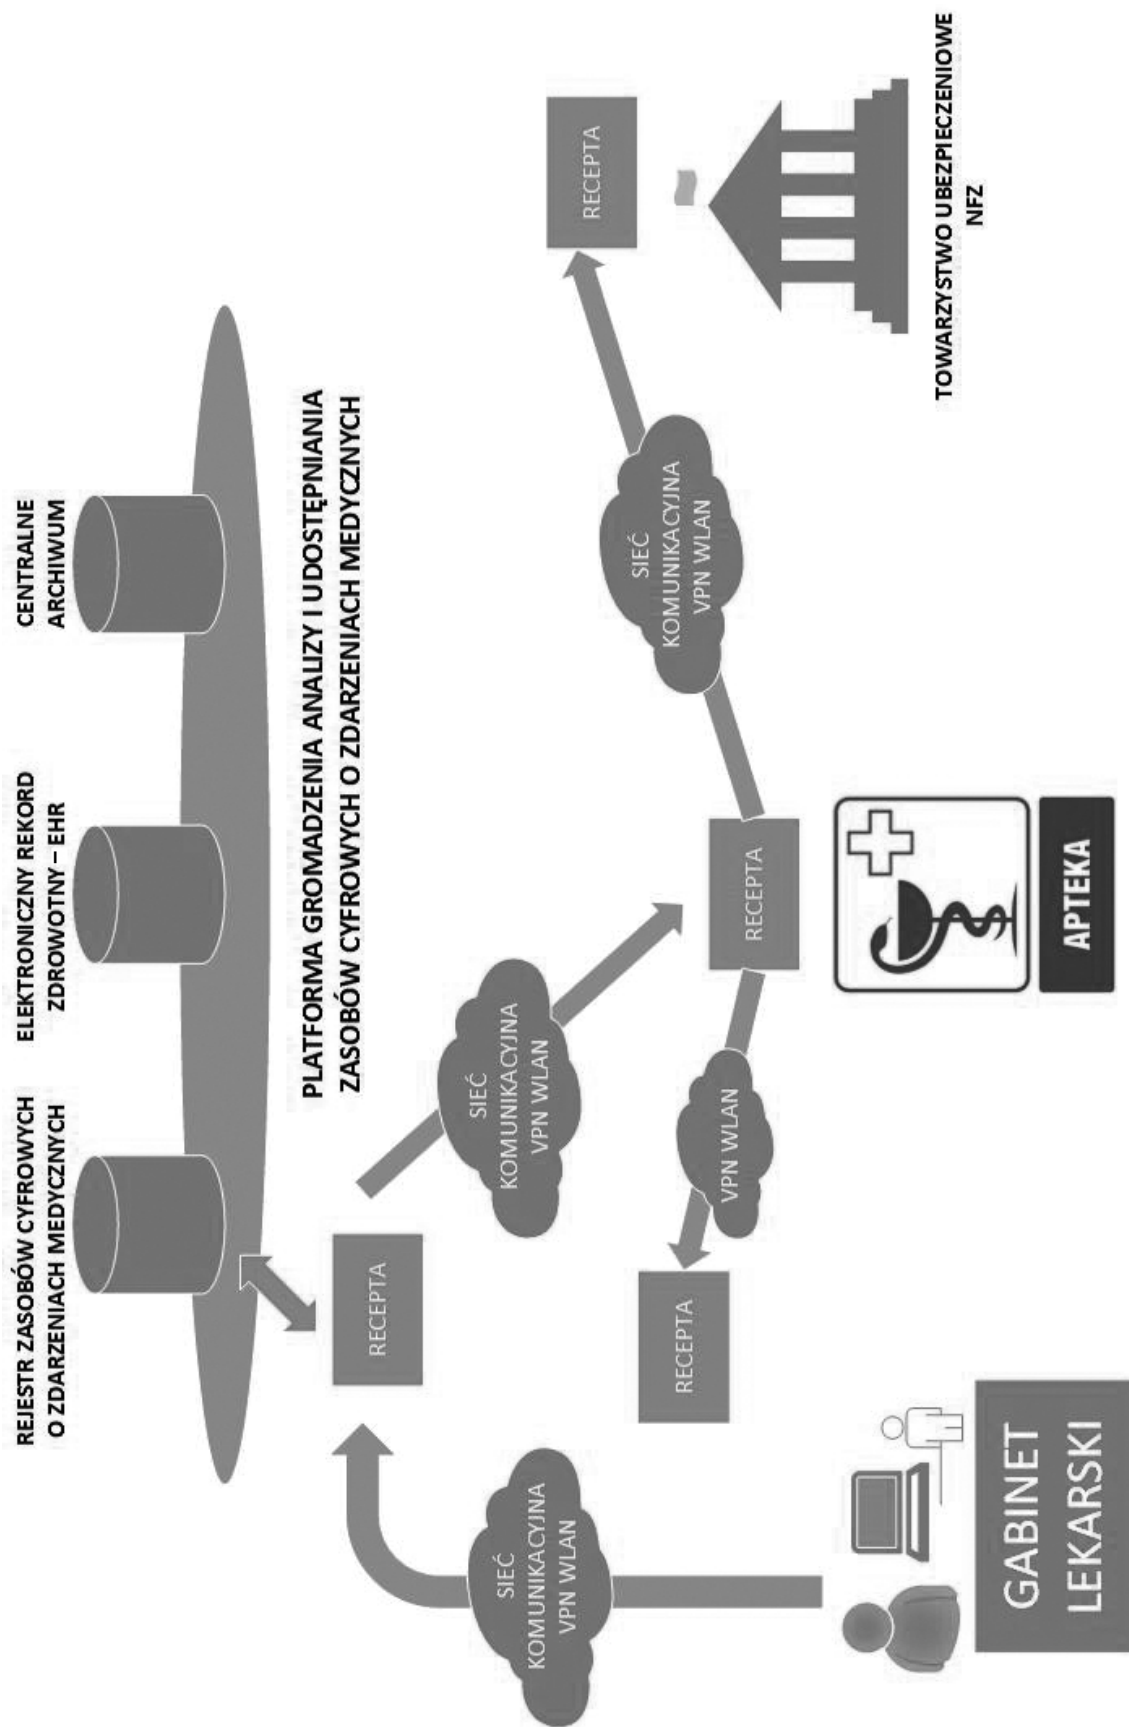 REJESTR ZASOBÓW CYFROWYCH
O ZDARZENIACH MEDYCZNYCH
ELEKTRONICZNY REKORD
ZDROWOTNY – EHR
CENTRALNE
ARCHIWUM
PLATFORMA GROMADZENIA ANALIZY I UDOSTĘPNIANIA
ZASOBÓW CYFROWYCH O ZDARZENIACH MEDYCZNYCH
RECEPTA
SIEĆ
KOMUNIKACYJNA
VPN WLAN
SIEĆ
KOMUNIKACYJNA
VPN WLAN
SIEĆ
KOMUNIKACYJNA
VPN WLAN
RECEPTA
RECEPTA
VPN WLAN
RECEPTA
GABINET
LEKARSKI
APTEKA
TOWARZYSTWO UBEZPIECZENIOWE
NFZ